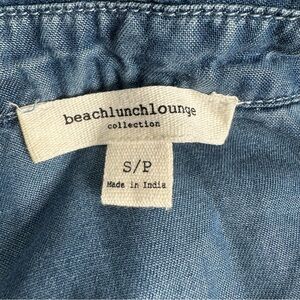 beachlunchlounge
collection
S/P
Made in India